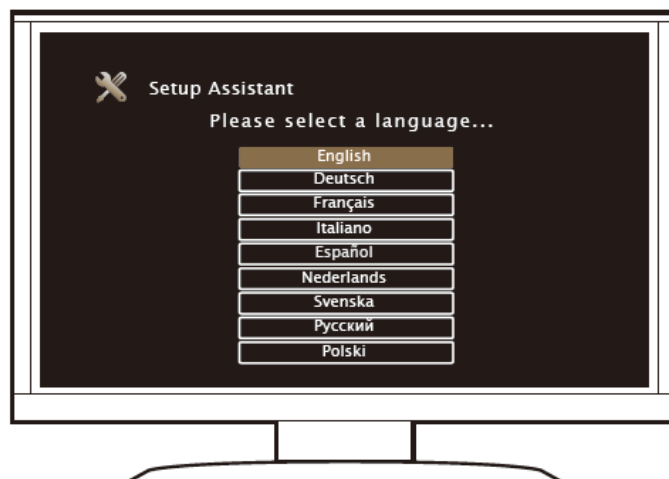 Setup Assistant
Please select a language...
English
Deutsch
Français
Italiano
Español
Nederlands
Svenska
Русский
Polski